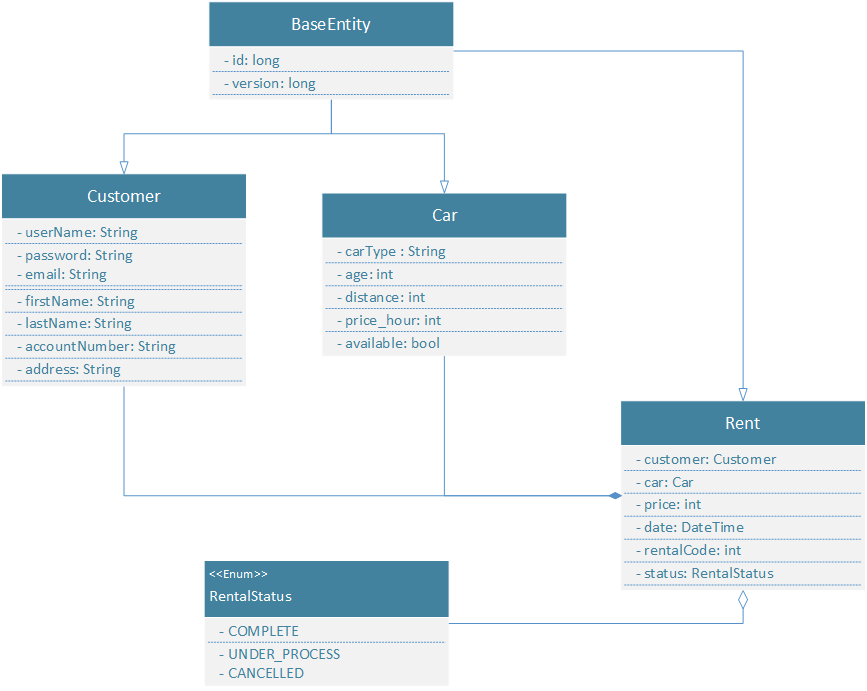 BaseEntity
- id: long
- version: long
Customer
- userName: String
- password: String
- email: String
- firstName: String
- lastName: String
- accountNumber: String
- address: String
Car
- carType : String
- age: int
- distance: int
- price_hour: int
- available: bool
Rent
- customer: Customer
- car: Car
- price: int
- date: DateTime
- rentalCode: int
- status: RentalStatus
<<Enum>>
RentalStatus
- COMPLETE
- UNDER_PROCESS
- CANCELLED